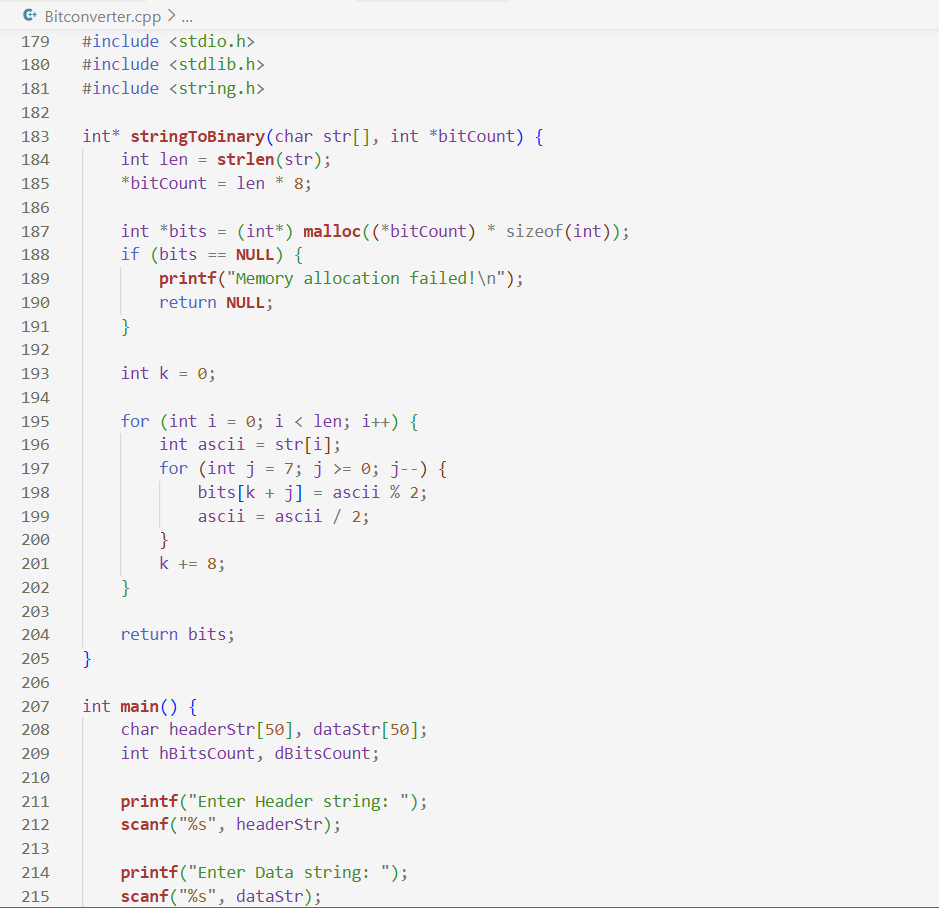 Bitconverter.cpp > ...
179 #include <stdio.h>
180 #include <stdlib.h>
181 #include <string.h>
182
183 int* stringToBinary(char str[], int *bitCount) {
184     int len = strlen(str);
185     *bitCount = len * 8;
186
187     int *bits = (int*) malloc((*bitCount) * sizeof(int));
188     if (bits == NULL) {
189         printf("Memory allocation failed!\n");
190         return NULL;
191     }
192
193     int k = 0;
194
195     for (int i = 0; i < len; i++) {
196         int ascii = str[i];
197         for (int j = 7; j >= 0; j--) {
198             bits[k + j] = ascii % 2;
199             ascii = ascii / 2;
200         }
201         k += 8;
202     }
203
204     return bits;
205 }
206
207 int main() {
208     char headerStr[50], dataStr[50];
209     int hBitsCount, dBitsCount;
210
211     printf("Enter Header string: ");
212     scanf("%s", headerStr);
213
214     printf("Enter Data string: ");
215     scanf("%s", dataStr);